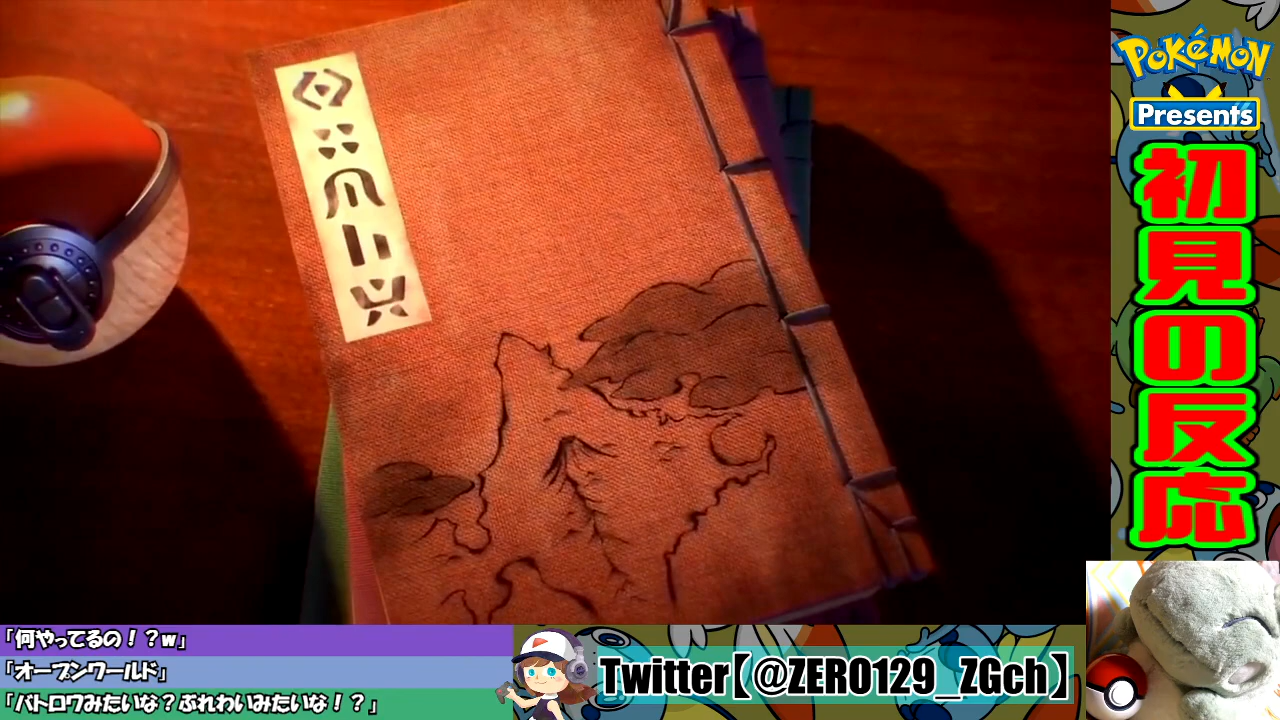 POKéMON
Presents
初見の反応
「何やってるの！？w」
「オープンワールド」
「バトロワみたいな？ぶれわいみたいな！？」
Twitter【@ZERO129_ZGch】